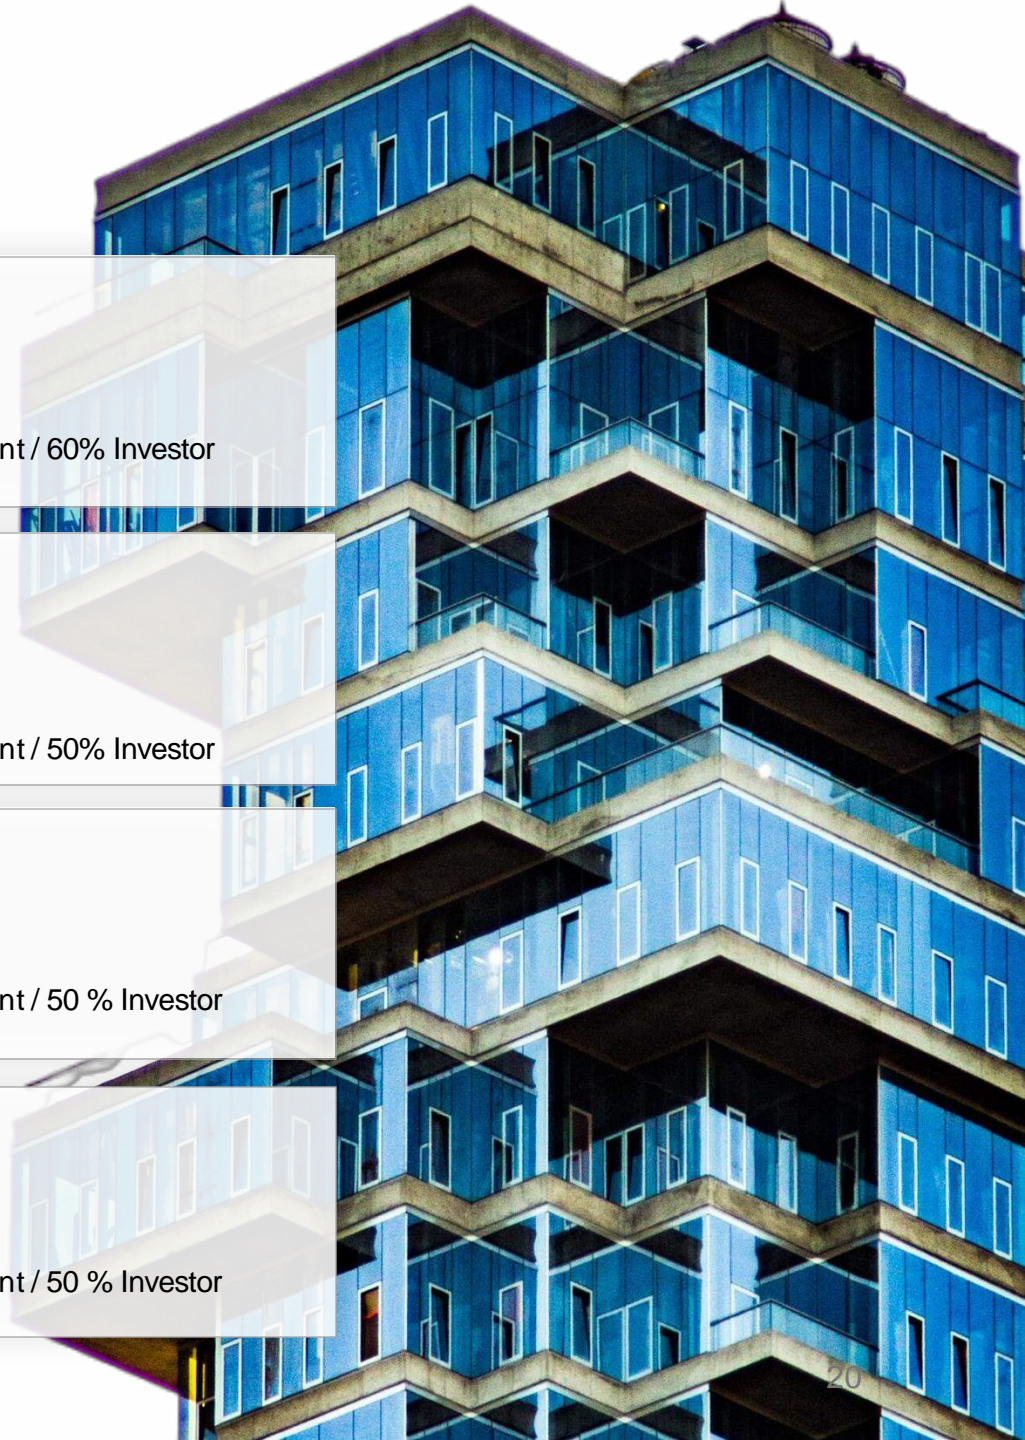 nt / 60% Investor
nt / 50% Investor
nt / 50 % Investor
nt / 50 % Investor
20